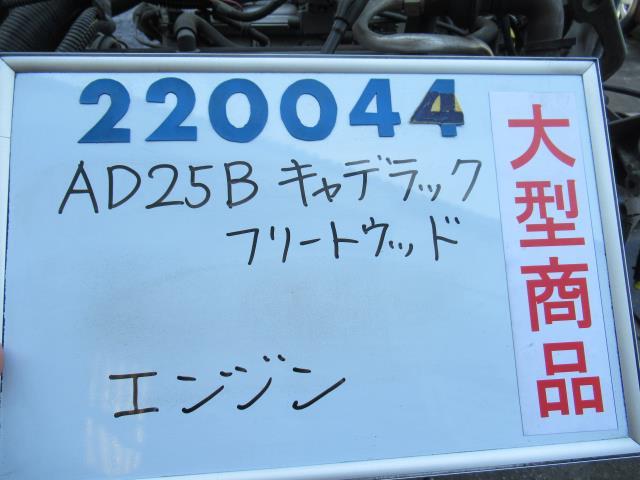 220044
AD25B キャデラック
フリートウッド
エンジン
大型商品